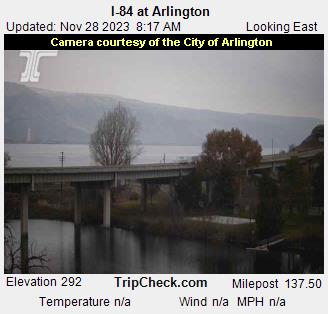 I-84 at Arlington
Updated: Nov 28 2023 8:17 AM Looking East
Camera courtesy of the City of Arlington
Elevation 292 TripCheck.com Milepost 137.50
Temperature n/a Wind n/a MPH n/a